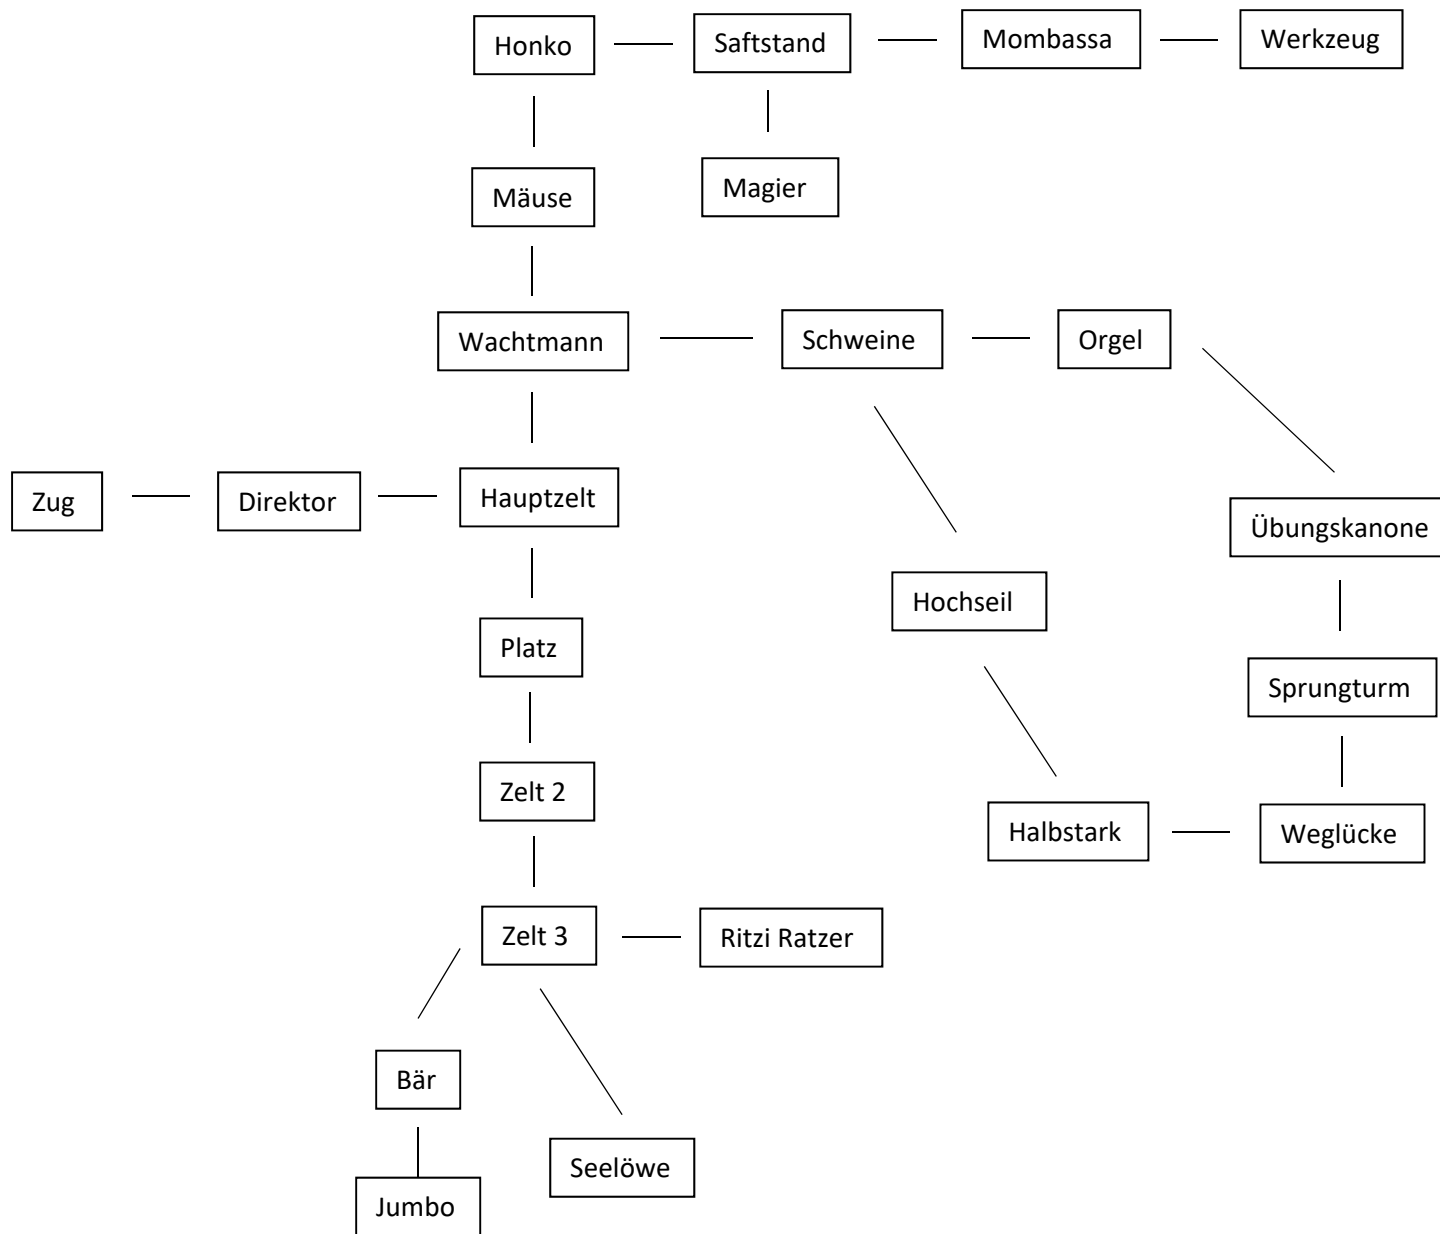 Honko
Saftstand
Mombassa
Werkzeug
Mäuse
Magier
Wachtmann
Schweine
Orgel
Zug
Direktor
Hauptzelt
Übungskanone
Hochseil
Platz
Sprungturm
Zelt 2
Halbstark
Weglücke
Zelt 3
Ritzi Ratzer
Bär
Seelöwe
Jumbo